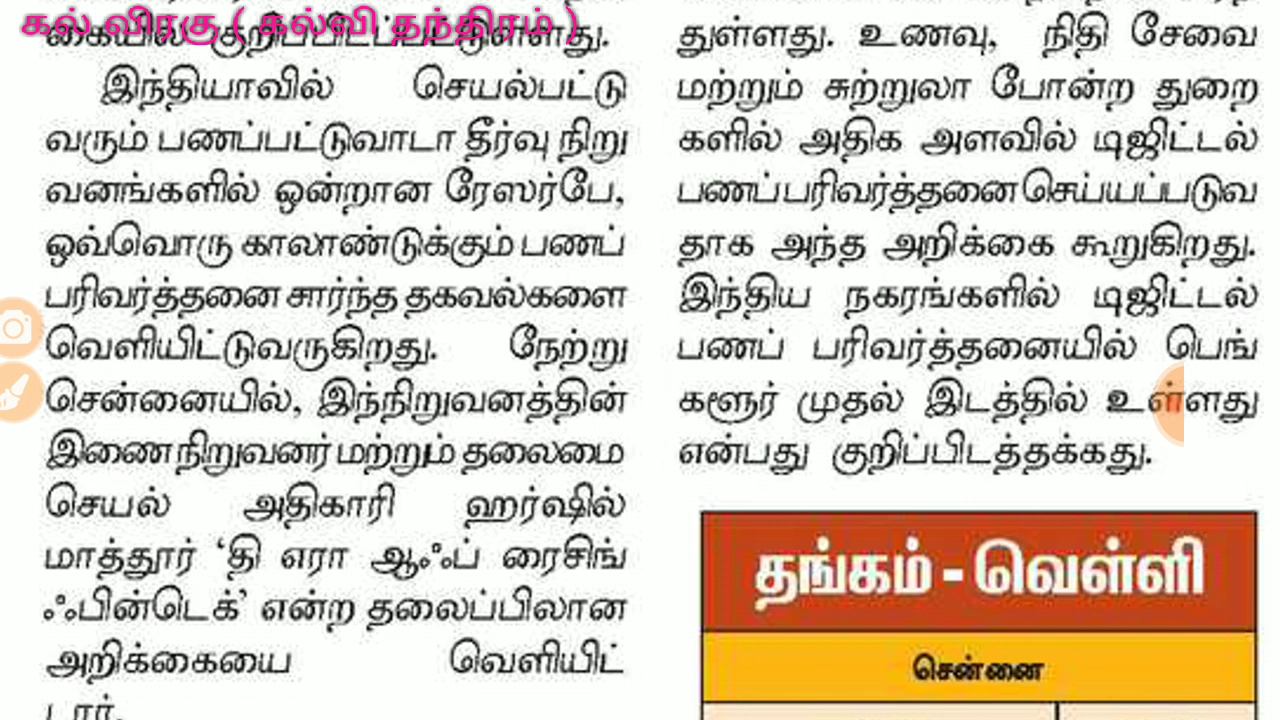 கல் விரகு ( கல்வி தந்திரம் )
கையில் குறிப்பிடப்பட்டுள்ளது.
இந்தியாவில் செயல்பட்டு
வரும் பணப்பட்டுவாடா தீர்வு நிறு
வனங்களில் ஒன்றான ரேஸர்பே,
ஒவ்வொரு காலாண்டுக்கும் பணப்
பரிவர்த்தனை சார்ந்த தகவல்களை
வெளியிட்டுவருகிறது. நேற்று
சென்னையில், இந்நிறுவனத்தின்
இணை நிறுவனர் மற்றும் தலைமை
செயல் அதிகாரி ஹர்ஷில்
மாத்தூர் ‘தி எரா ஆஃப் ரைசிங்
ஃபின்டெக்’ என்ற தலைப்பிலான
அறிக்கையை வெளியிட்
டார்.
துள்ளது. உணவு, நிதி சேவை
மற்றும் சுற்றுலா போன்ற துறை
களில் அதிக அளவில் டிஜிட்டல்
பணப் பரிவர்த்தனை செய்யப்படுவ
தாக அந்த அறிக்கை கூறுகிறது.
இந்திய நகரங்களில் டிஜிட்டல்
பணப் பரிவர்த்தனையில் பெங்
களூர் முதல் இடத்தில் உள்ளது
என்பது குறிப்பிடத்தக்கது.
தங்கம் - வெள்ளி
சென்னை